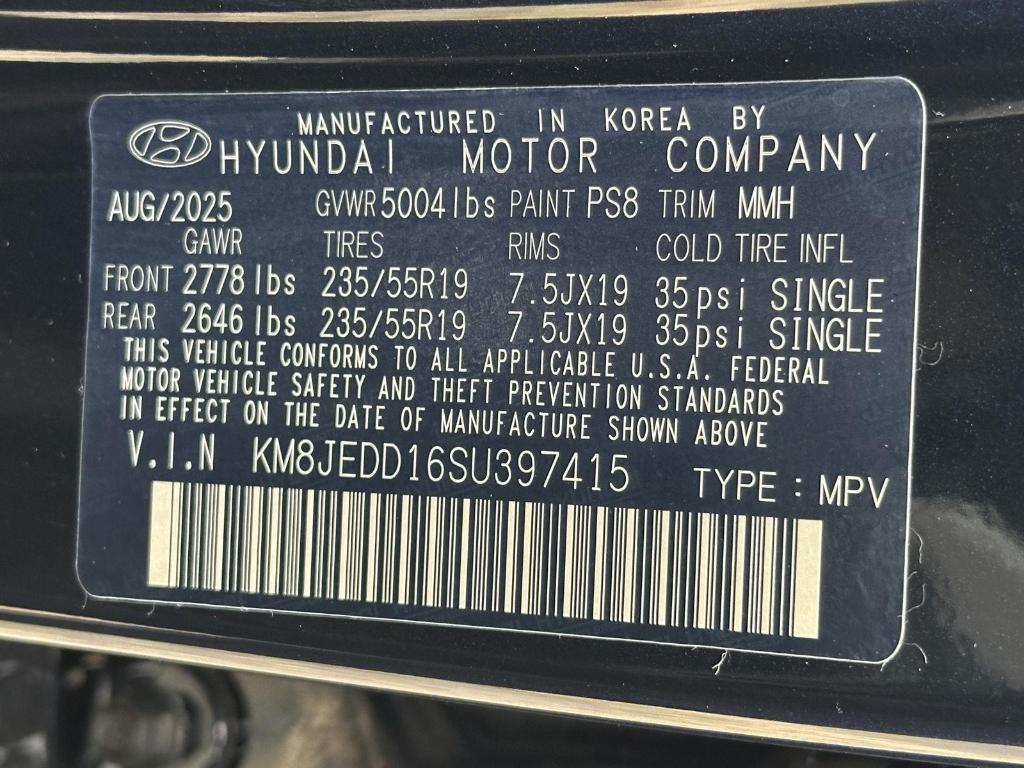 MANUFACTURED IN KOREA BY
HYUNDAI MOTOR COMPANY
AUG/2025 GVWR 5004lbs PAINT PS8 TRIM MMH
GAWR TIRES RIMS COLD TIRE INFL
FRONT 2778 lbs 235/55R19 7.5JX19 35psi SINGLE
REAR 2646 lbs 235/55R19 7.5JX19 35psi SINGLE
THIS VEHICLE CONFORMS TO ALL APPLICABLE U.S.A. FEDERAL
MOTOR VEHICLE SAFETY AND THEFT PREVENTION STANDARDS
IN EFFECT ON THE DATE OF MANUFACTURE SHOWN ABOVE
V.I.N KM8JEDD16SU397415 TYPE : MPV